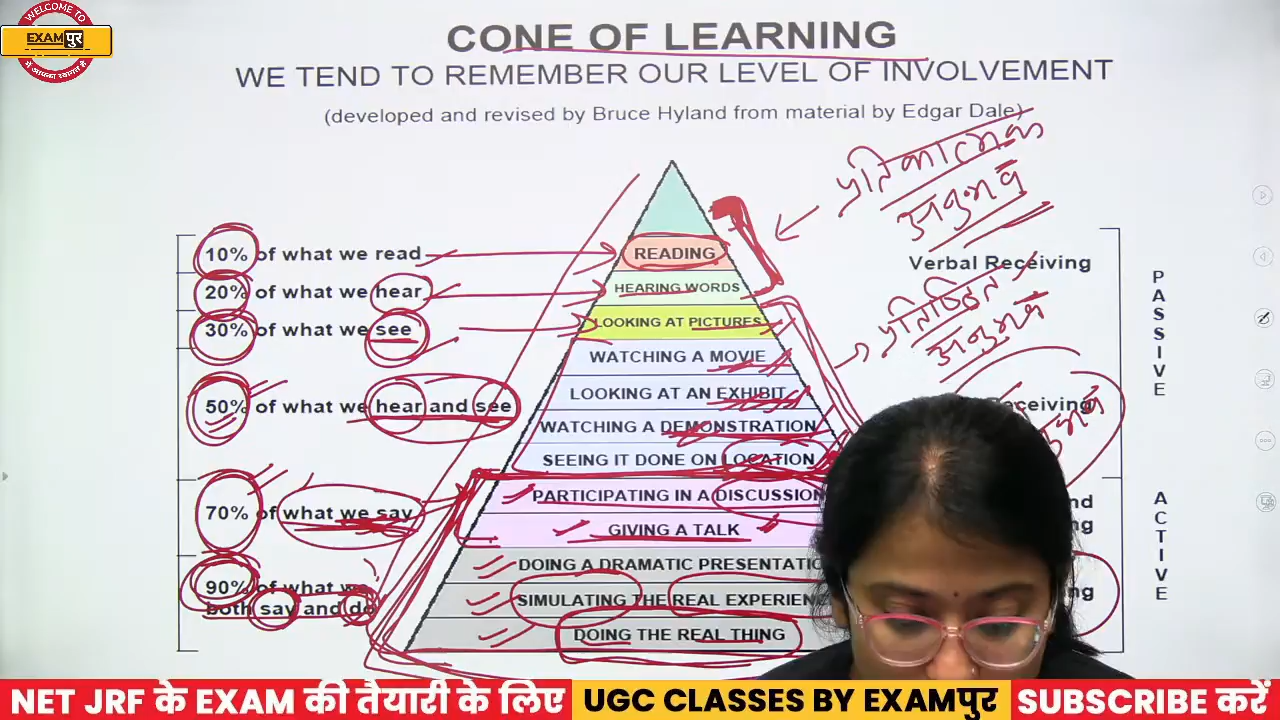 WELCOME TO
EXAMपुर
में आपका स्वागत है
CONE OF LEARNING
WE TEND TO REMEMBER OUR LEVEL OF INVOLVEMENT
(developed and revised by Bruce Hyland from material by Edgar Dale)
प्रतिकात्मक
अनुभव
10% of what we read
READING
Verbal Receiving
20% of what we hear
HEARING WORDS
प्रतिष्ठित
अनुभव
30% of what we see
LOOKING AT PICTURES
WATCHING A MOVIE
LOOKING AT AN EXHIBIT
50% of what we hear and see
Receiving
WATCHING A DEMONSTRATION
SEEING IT DONE ON LOCATION
PASSIVE
70% of what we say
PARTICIPATING IN A DISCUSSION
GIVING A TALK
DOING A DRAMATIC PRESENTATIO
90% of what we
both say and do
SIMULATING THE REAL EXPERIEN
DOING THE REAL THING
ACTIVE
NET JRF के EXAM की तैयारी के लिए
UGC CLASSES BY EXAMपुर
SUBSCRIBE करें